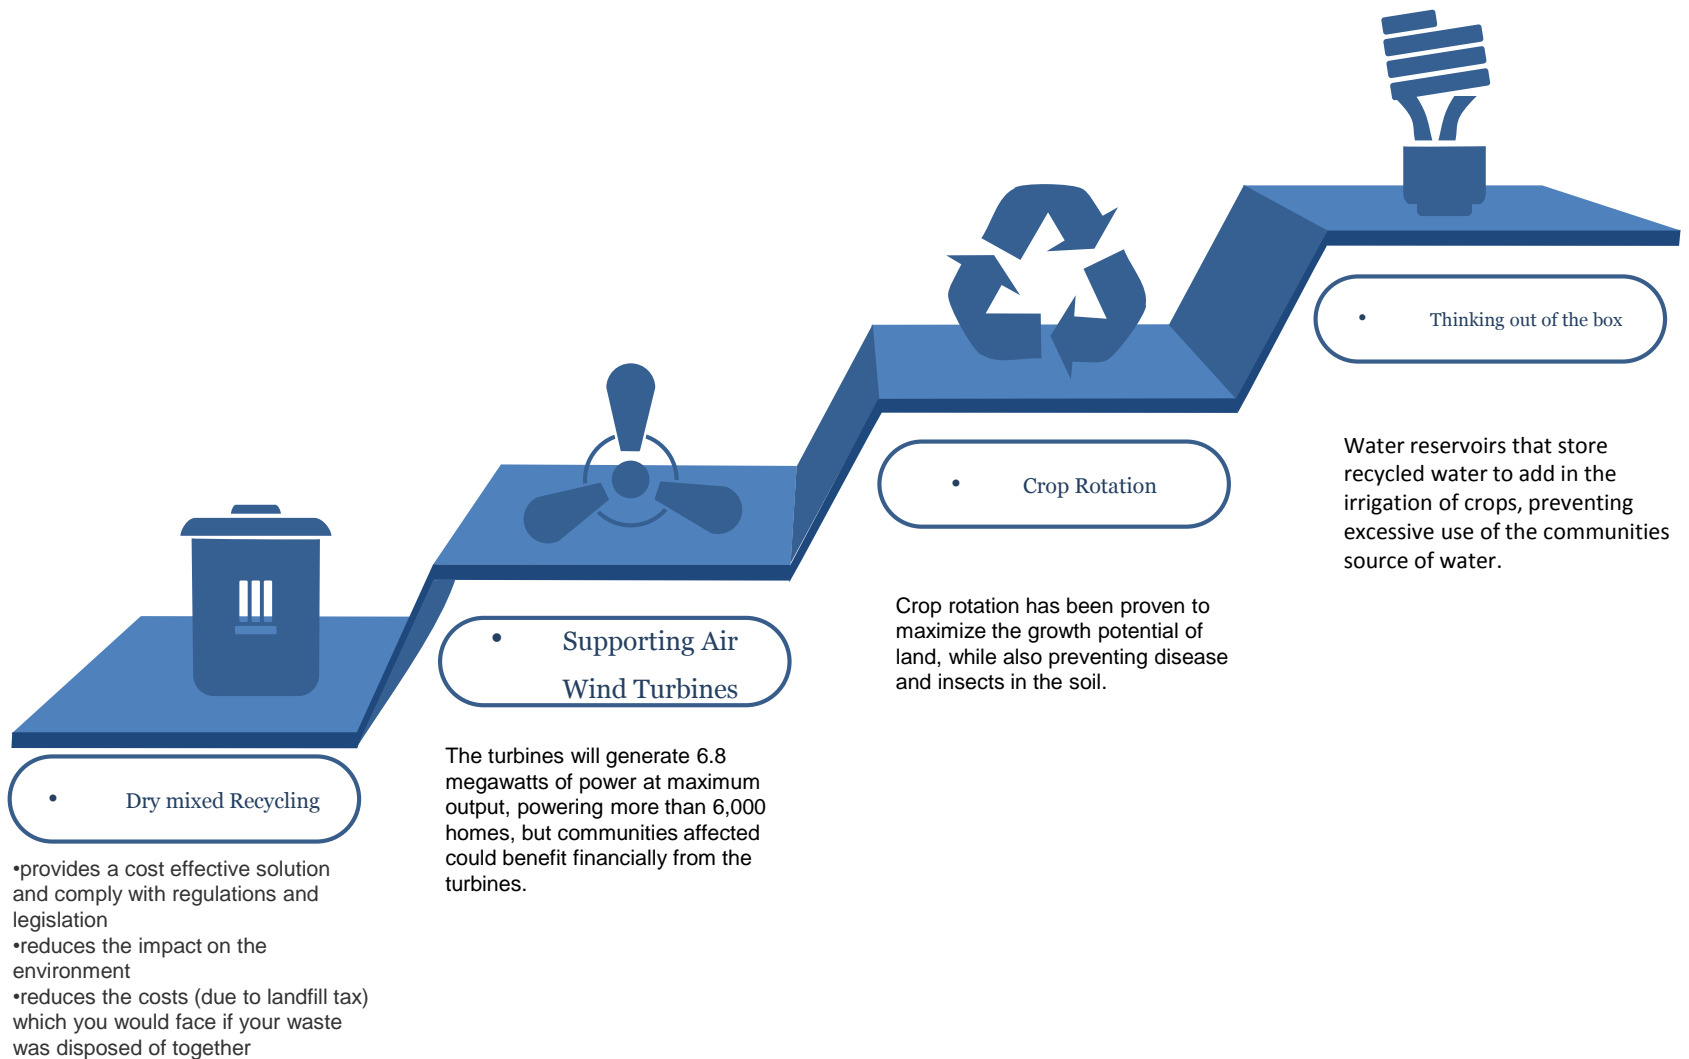 • Dry mixed Recycling
•provides a cost effective solution
and comply with regulations and
legislation
•reduces the impact on the
environment
•reduces the costs (due to landfill tax)
which you would face if your waste
was disposed of together
• Supporting Air
Wind Turbines
The turbines will generate 6.8
megawatts of power at maximum
output, powering more than 6,000
homes, but communities affected
could benefit financially from the
turbines.
• Crop Rotation
Crop rotation has been proven to
maximize the growth potential of
land, while also preventing disease
and insects in the soil.
• Thinking out of the box
Water reservoirs that store
recycled water to add in the
irrigation of crops, preventing
excessive use of the communities
source of water.